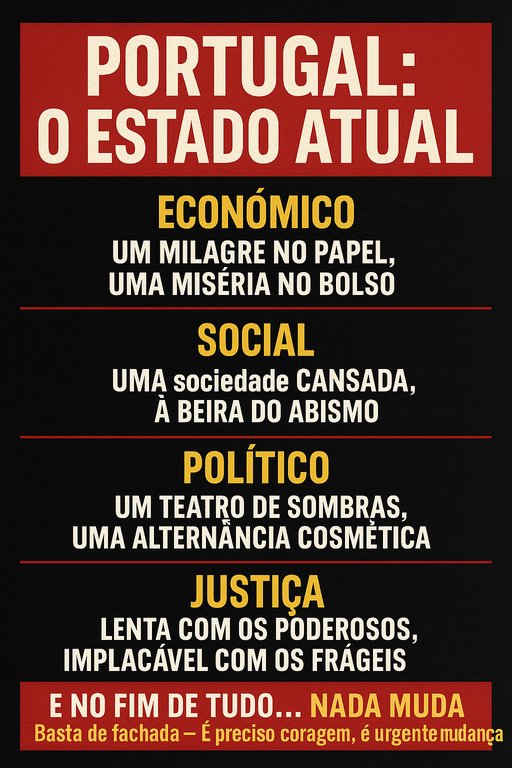 PORTUGAL:
O ESTADO ATUAL
ECONÓMICO
UM MILAGRE NO PAPEL,
UMA MISÉRIA NO BOLSO
SOCIAL
UMA sociedade CANSADA,
À BEIRA DO ABISMO
POLÍTICO
UM TEATRO DE SOMBRAS,
UMA ALTERNÂNCIA COSMÉTICA
JUSTIÇA
LENTA COM OS PODEROSOS,
IMPLACÁVEL COM OS FRÁGEIS
E NO FIM DE TUDO... NADA MUDA
Basta de fachada – É preciso coragem, é urgente mudança